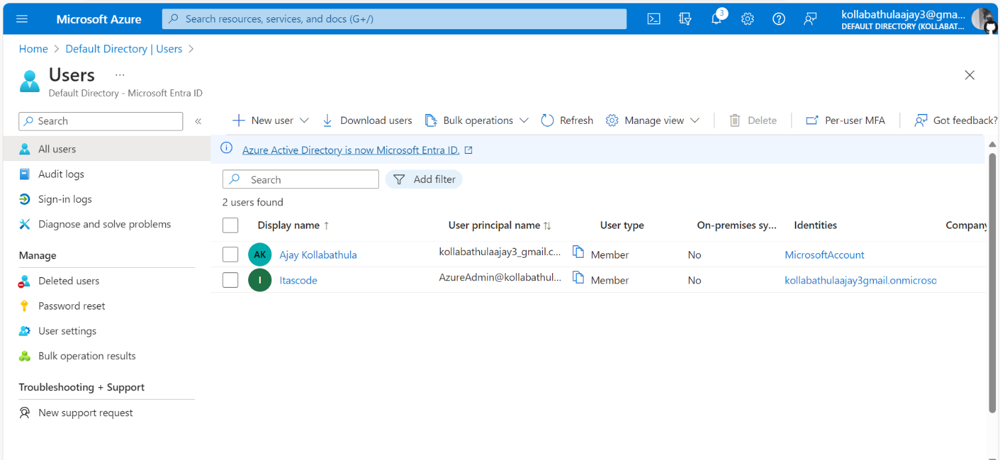 Microsoft Azure
Search resources, services, and docs (G+/)
3
kollabathulaajay3@gma...
DEFAULT DIRECTORY (KOLLABAT...
Home > Default Directory | Users >
Users ...
Default Directory - Microsoft Entra ID
Search «
New user Download users Bulk operations Refresh Manage view Delete Per-user MFA Got feedback?
All users
Audit logs
Sign-in logs
Diagnose and solve problems
Manage
Deleted users
Password reset
User settings
Bulk operation results
Troubleshooting + Support
New support request
Azure Active Directory is now Microsoft Entra ID.
Search Add filter
2 users found
Display name ↑ User principal name ↑↓ User type On-premises sy... Identities Company
AK Ajay Kollabathula kollabathulaajay3_gmail.c... Member No MicrosoftAccount
I Itascode AzureAdmin@kollabathul... Member No kollabathulaajay3gmail.onmicroso